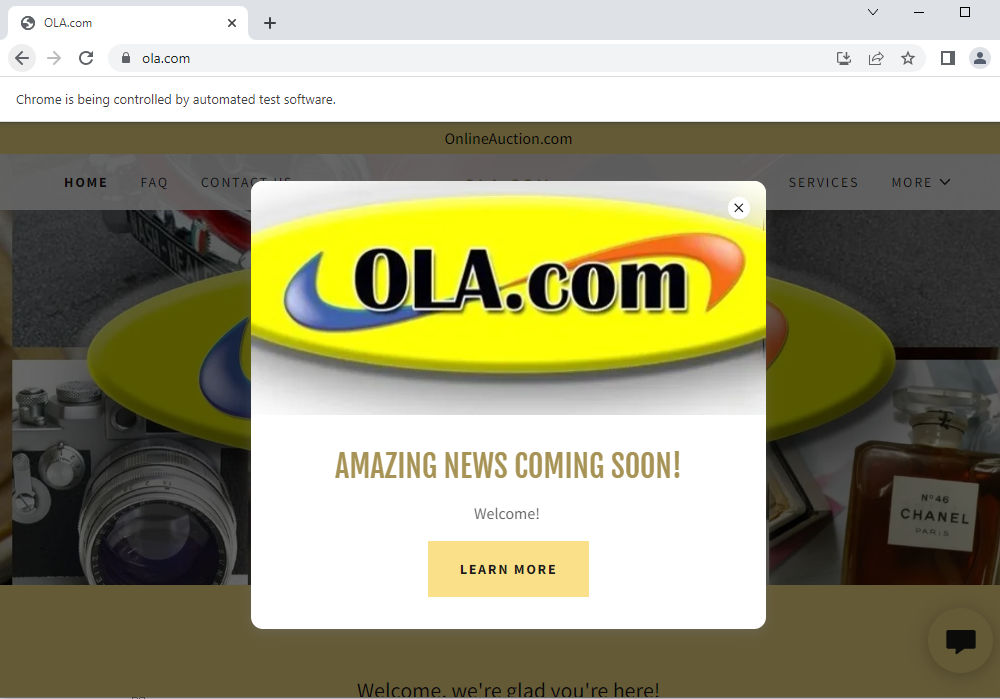 OLA.com
ola.com
Chrome is being controlled by automated test software.
OnlineAuction.com
HOME
FAQ
CONTACT US
SERVICES
MORE
OLA.com
AMAZING NEWS COMING SOON!
Welcome!
LEARN MORE
Nº46
CHANEL
PARIS
Welcome, we're glad you're here!